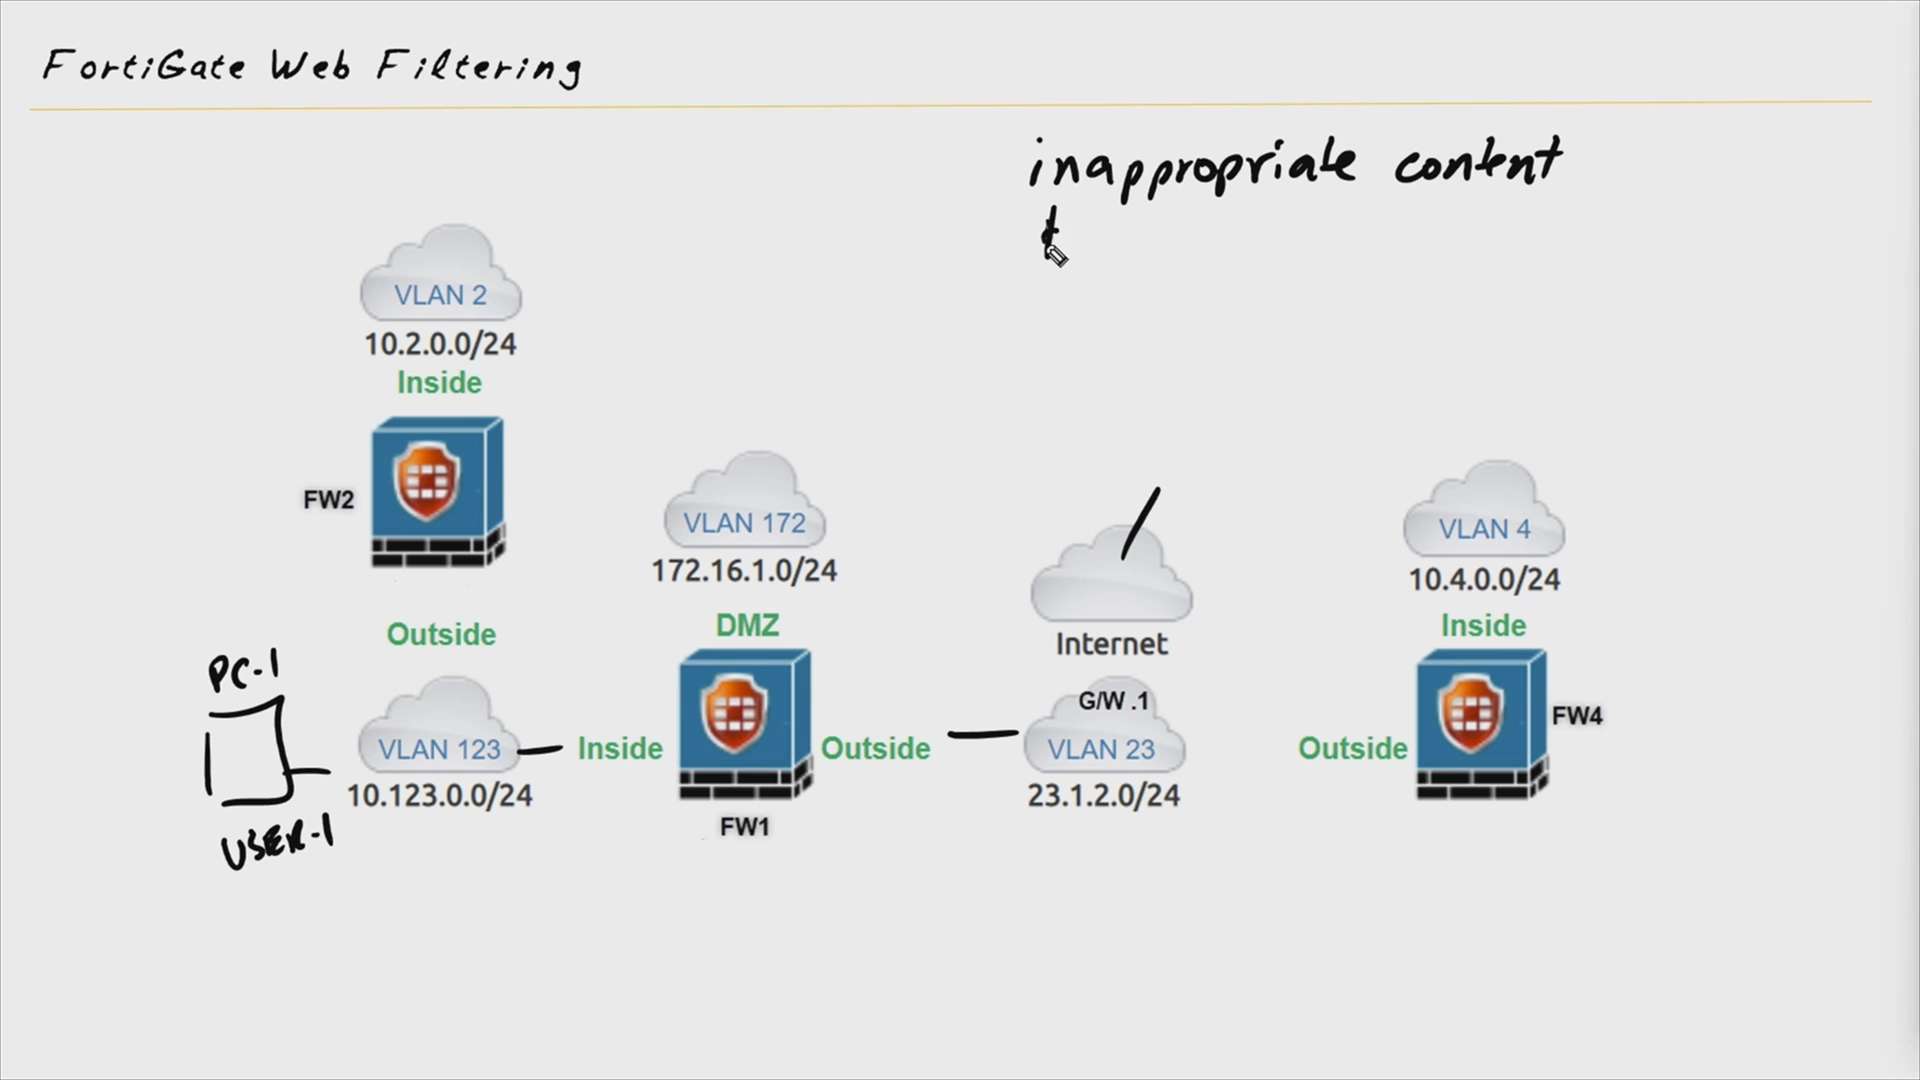 FortiGate Web Filtering
inappropriate content
t
VLAN 2
10.2.0.0/24
Inside
FW2
Outside
VLAN 172
172.16.1.0/24
DMZ
Internet
VLAN 4
10.4.0.0/24
Inside
PC-1
USER-1
VLAN 123
10.123.0.0/24
Inside
FW1
Outside
G/W .1
VLAN 23
23.1.2.0/24
Outside
FW4